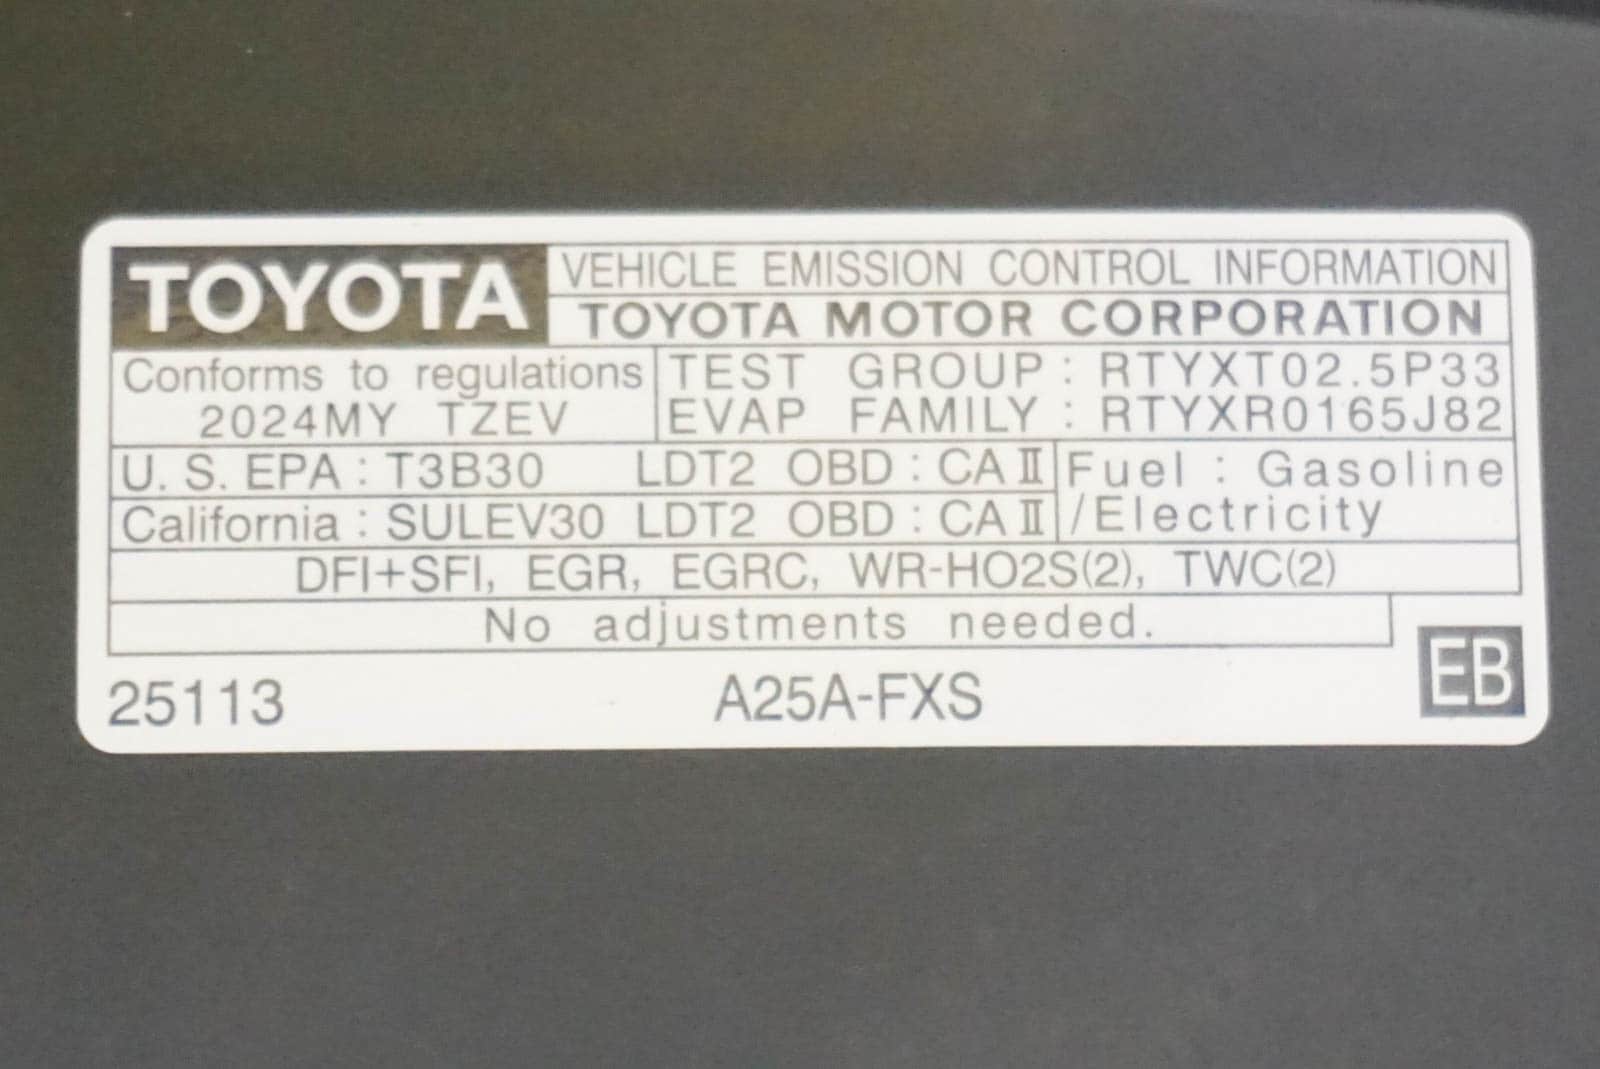 TOYOTA
VEHICLE EMISSION CONTROL INFORMATION
TOYOTA MOTOR CORPORATION
Conforms to regulations
2024MY TZEV
TEST GROUP : RTYXT02.5P33
EVAP FAMILY : RTYXR0165J82
U. S. EPA : T3B30 LDT2 OBD : CA II
California : SULEV30 LDT2 OBD : CA II
Fuel : Gasoline
/Electricity
DFI+SFI, EGR, EGRC, WR-HO2S(2), TWC(2)
No adjustments needed.
25113
A25A-FXS
EB